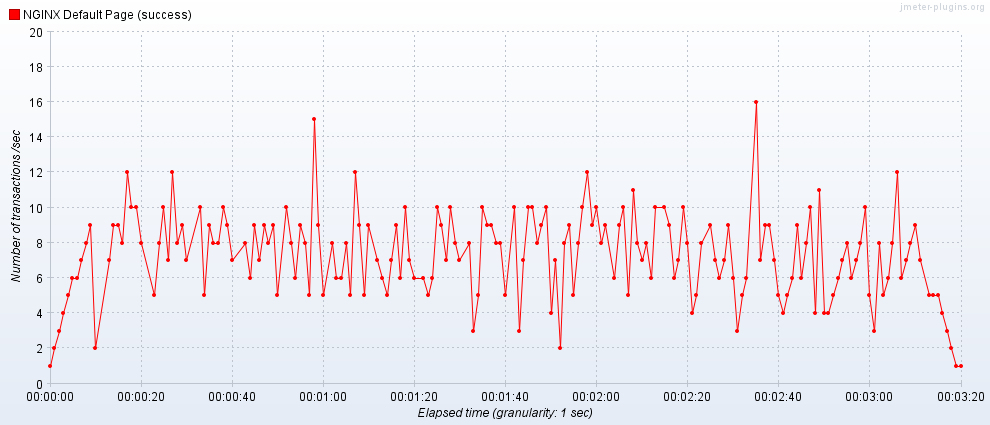 jmeter-plugins.org
NGINX Default Page (success)
20
18
16
14
12
10
8
6
4
2
0
Number of transactions /sec
00:00:00 00:00:20 00:00:40 00:01:00 00:01:20 00:01:40 00:02:00 00:02:20 00:02:40 00:03:00 00:03:20
Elapsed time (granularity: 1 sec)